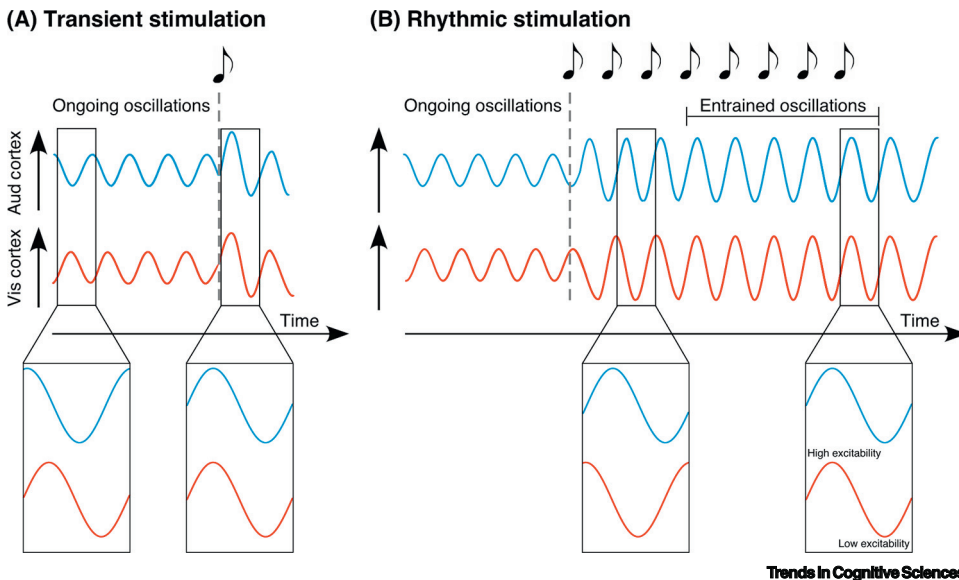 (A) Transient stimulation
(B) Rhythmic stimulation
Ongoing oscillations
Ongoing oscillations
Entrained oscillations
Aud cortex
Vis cortex
Time
Time
High excitability
Low excitability
Trends in Cognitive Sciences